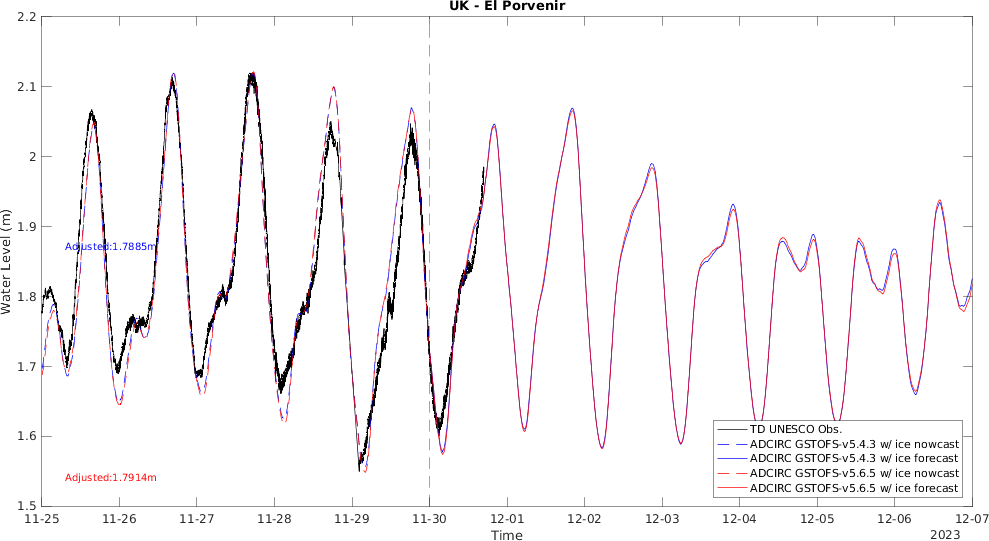 UK - El Porvenir
2.2
2.1
2
1.9
1.8
1.7
1.6
1.5
Water Level (m)
Adjusted:1.7885m
Adjusted:1.7914m
TD UNESCO Obs.
ADCIRC GSTOFS-v5.4.3 w/ ice nowcast
ADCIRC GSTOFS-v5.4.3 w/ ice forecast
ADCIRC GSTOFS-v5.6.5 w/ ice nowcast
ADCIRC GSTOFS-v5.6.5 w/ ice forecast
11-25 11-26 11-27 11-28 11-29 11-30 12-01 12-02 12-03 12-04 12-05 12-06 12-07
Time
2023